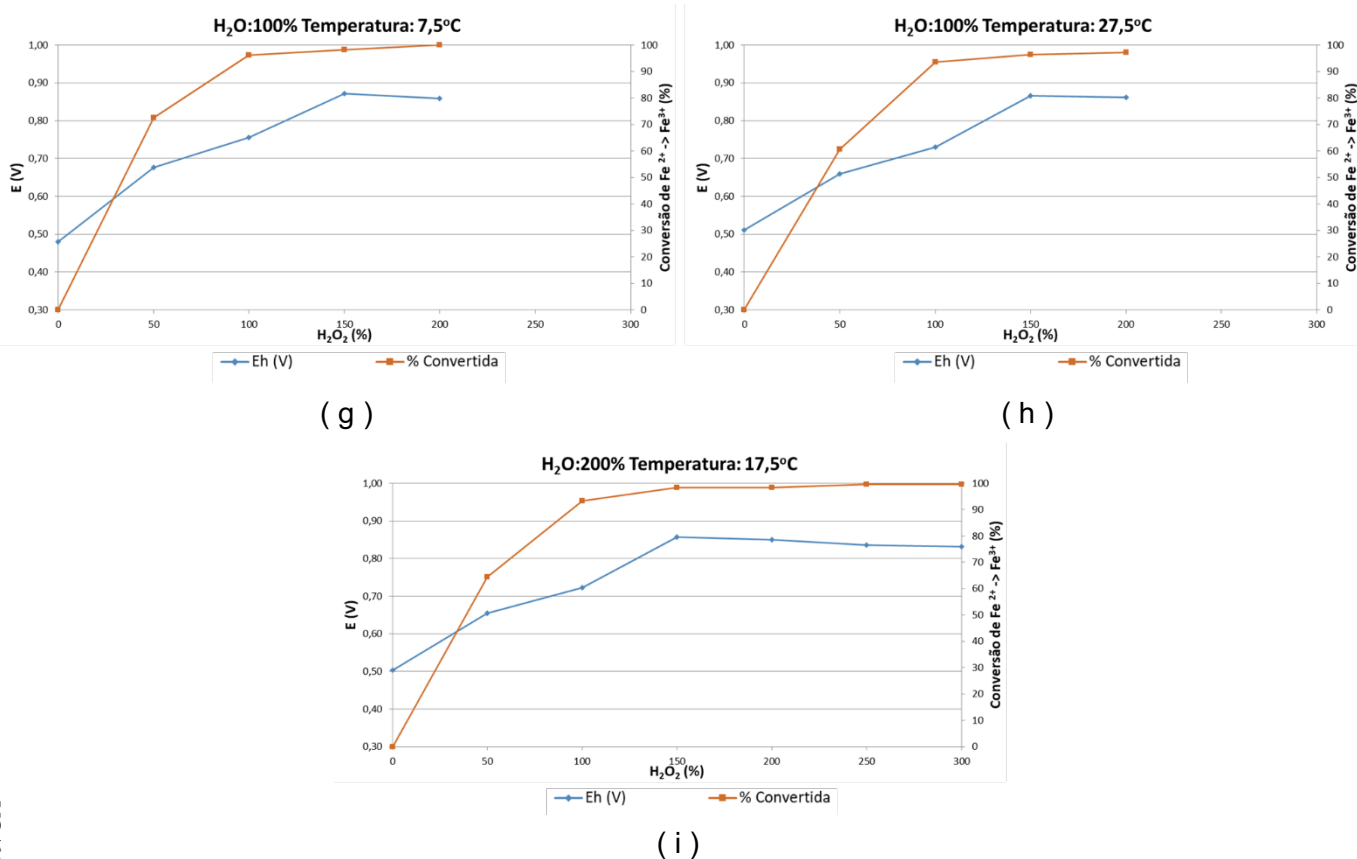 H₂O:100% Temperatura: 7,5ºC
1,00
0,90
0,80
0,70
0,60
0,50
0,40
0,30
E (V)
100
90
80
70
60
50
40
30
20
10
0
Conversão de Fe ²⁺ -> Fe³⁺ (%)
0 50 100 150 200 250 300
H₂O₂ (%)
Eh (V) % Convertida
( g )
H₂O:100% Temperatura: 27,5ºC
1,00
0,90
0,80
0,70
0,60
0,50
0,40
0,30
E (V)
100
90
80
70
60
50
40
30
20
10
0
Conversão de Fe ²⁺ -> Fe³⁺ (%)
0 50 100 150 200 250 300
H₂O₂ (%)
Eh (V) % Convertida
( h )
H₂O:200% Temperatura: 17,5ºC
1,00
0,90
0,80
0,70
0,60
0,50
0,40
0,30
E (V)
100
90
80
70
60
50
40
30
20
10
0
Conversão de Fe ²⁺ -> Fe³⁺ (%)
0 50 100 150 200 250 300
H₂O₂ (%)
Eh (V) % Convertida
( i )